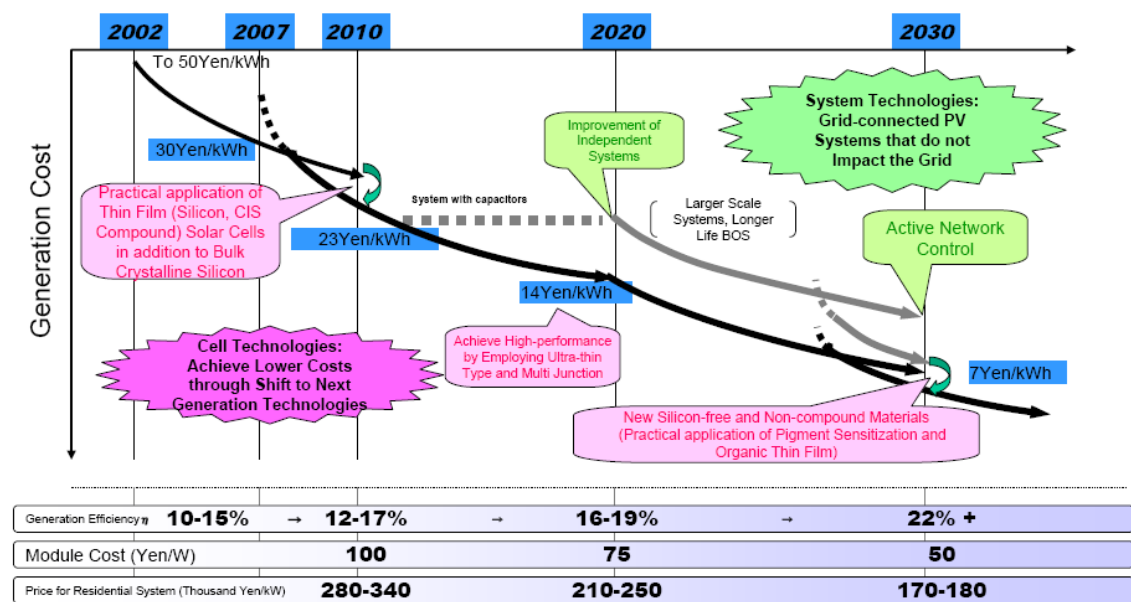 2002
2007
2010
2020
2030
Generation Cost
To 50Yen/kWh
30Yen/kWh
Practical application of
Thin Film (Silicon, CIS
Compound) Solar Cells
in addition to Bulk
Crystalline Silicon
23Yen/kWh
System with capacitors
Improvement of
Independent
Systems
System Technologies:
Grid-connected PV
Systems that do not
Impact the Grid
Larger Scale
Systems, Longer
Life BOS
Active Network
Control
14Yen/kWh
Cell Technologies:
Achieve Lower Costs
through Shift to Next
Generation Technologies
Achieve High-performance
by Employing Ultra-thin
Type and Multi Junction
7Yen/kWh
New Silicon-free and Non-compound Materials
(Practical application of Pigment Sensitization and
Organic Thin Film)
Generation Efficiency η 10-15% → 12-17% → 16-19% → 22% +
Module Cost (Yen/W) 100 75 50
Price for Residential System (Thousand Yen/kW) 280-340 210-250 170-180